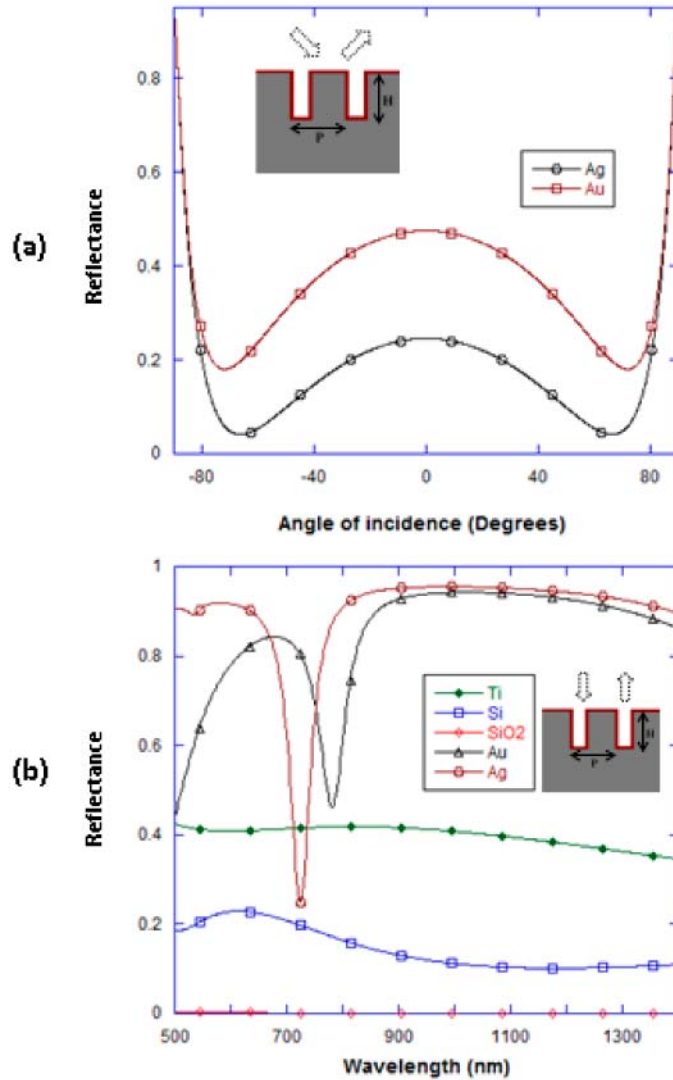 0.8
0.6
0.4
0.2
0
-80
-40
0
40
80
Reflectance
(a)
H
P
Ag
Au
Angle of incidence (Degrees)
1
0.8
0.6
0.4
0.2
0
500
700
900
1100
1300
Reflectance
(b)
Ti
Si
SiO2
Au
Ag
H
P
Wavelength (nm)